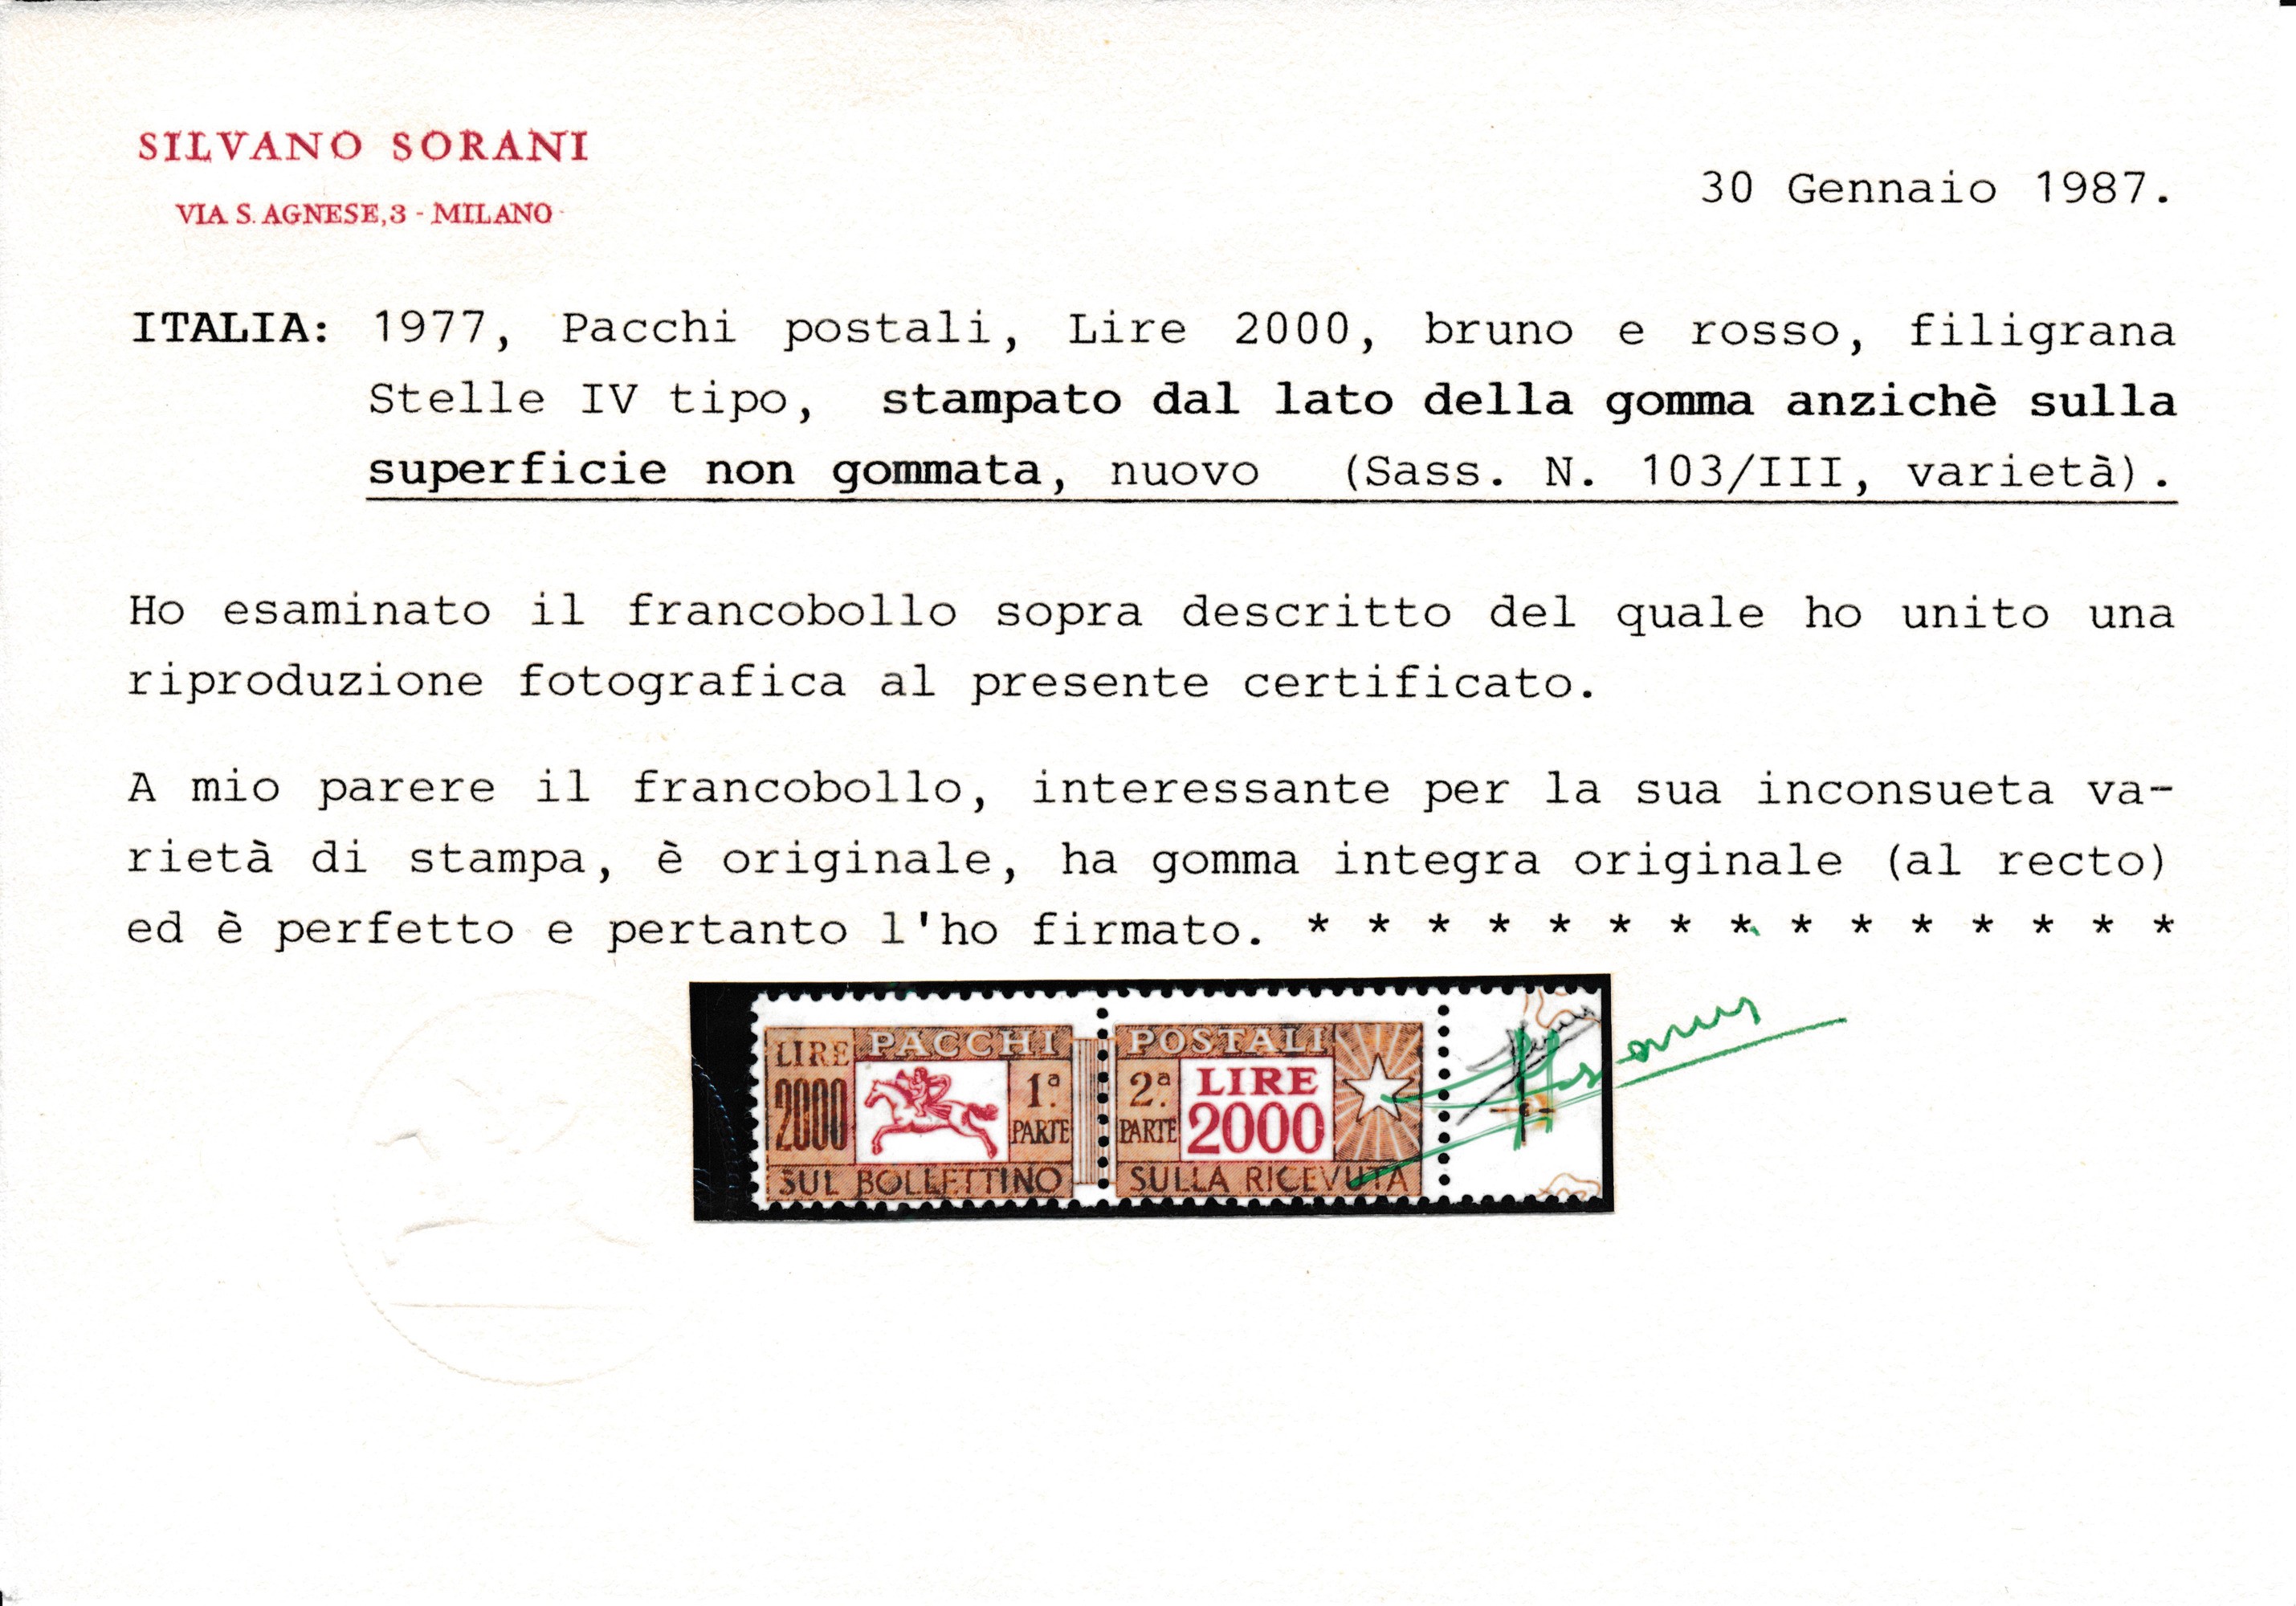 SILVANO SORANI
VIA S. AGNESE, 3 - MILANO
30 Gennaio 1987.
ITALIA: 1977, Pacchi postali, Lire 2000, bruno e rosso, filigrana
Stelle IV tipo, stampato dal lato della gomma anzichè sulla
superficie non gommata, nuovo (Sass. N. 103/III, varietà).
Ho esaminato il francobollo sopra descritto del quale ho unito una
riproduzione fotografica al presente certificato.
A mio parere il francobollo, interessante per la sua inconsueta va-
rietà di stampa, è originale, ha gomma integra originale (al recto)
ed è perfetto e pertanto l'ho firmato. * * * * * * * * * * * * * * *
LIRE 2000
PACCHI
1ª PARTE
SUL BOLLETTINO
POSTALI
2ª PARTE
LIRE
2000
SULLA RICEVUTA